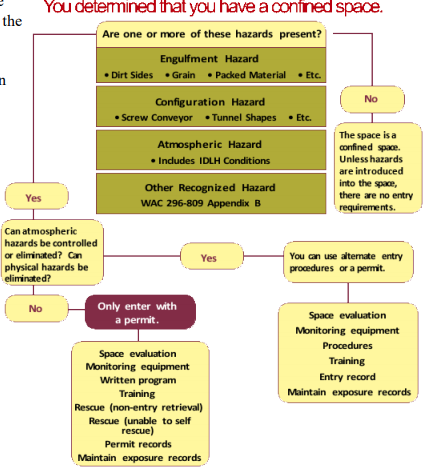 You determined that you have a confined space.
the
Are one or more of these hazards present?
Engulfment Hazard
• Dirt Sides • Grain • Packed Material • Etc.
Configuration Hazard
• Screw Conveyor • Tunnel Shapes • Etc.
Atmospheric Hazard
• Includes IDLH Conditions
Other Recognized Hazard
WAC 296-809 Appendix B
No
The space is a
confined space.
Unless hazards
are introduced
into the space,
there are no entry
requirements.
Yes
Can atmospheric
hazards be controlled
or eliminated? Can
physical hazards be
eliminated?
Yes
You can use alternate entry
procedures or a permit.
No
Only enter with
a permit.
Space evaluation
Monitoring equipment
Procedures
Training
Entry record
Maintain exposure records
Space evaluation
Monitoring equipment
Written program
Training
Rescue (non-entry retrieval)
Rescue (unable to self
rescue)
Permit records
Maintain exposure records